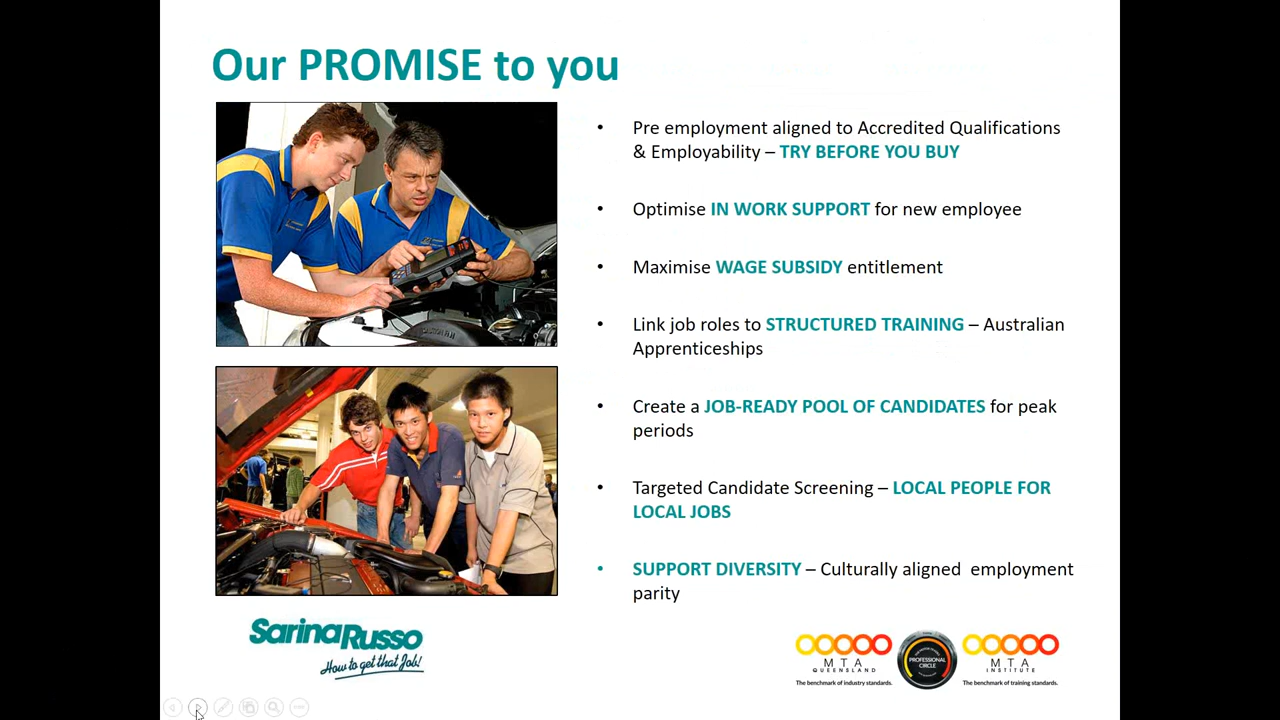 Our PROMISE to you
• Pre employment aligned to Accredited Qualifications
& Employability – TRY BEFORE YOU BUY
• Optimise IN WORK SUPPORT for new employee
• Maximise WAGE SUBSIDY entitlement
• Link job roles to STRUCTURED TRAINING – Australian
Apprenticeships
• Create a JOB-READY POOL OF CANDIDATES for peak
periods
• Targeted Candidate Screening – LOCAL PEOPLE FOR
LOCAL JOBS
• SUPPORT DIVERSITY – Culturally aligned  employment
parity
Sarina Russo
How to get that Job!
MTA
QUEENSLAND
The benchmark of industry standards.
PROFESSIONAL
CIRCLE
MTA
INSTITUTE
The benchmark of training standards.